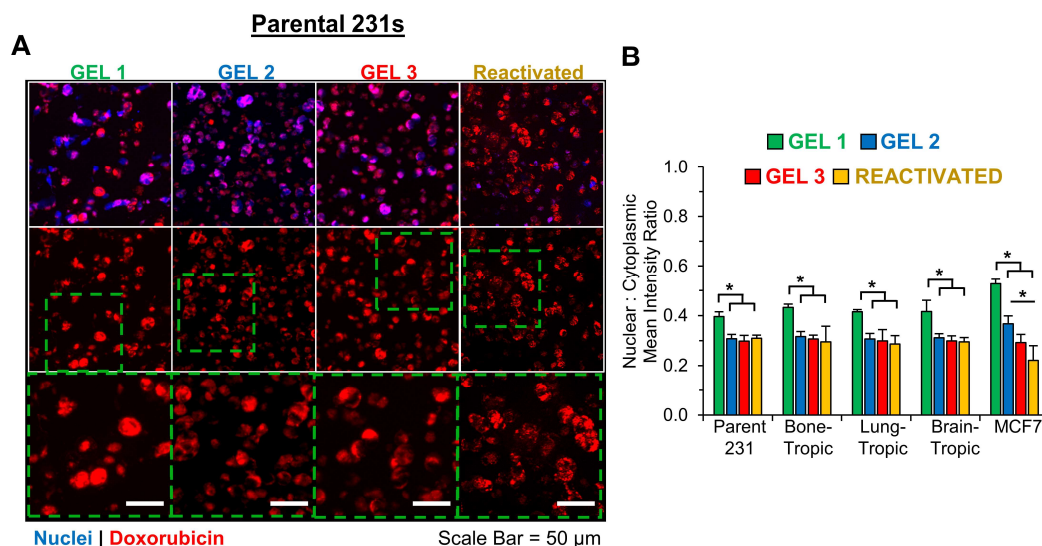 Parental 231s
A
GEL 1 GEL 2 GEL 3 Reactivated
Nuclei | Doxorubicin
Scale Bar = 50 µm
B
GEL 1 GEL 2
GEL 3 REACTIVATED
Nuclear : Cytoplasmic
Mean Intensity Ratio
1.0
0.8
0.6
0.4
0.2
0.0
* * * * * *
Parent
231
Bone-
Tropic
Lung-
Tropic
Brain-
Tropic
MCF7